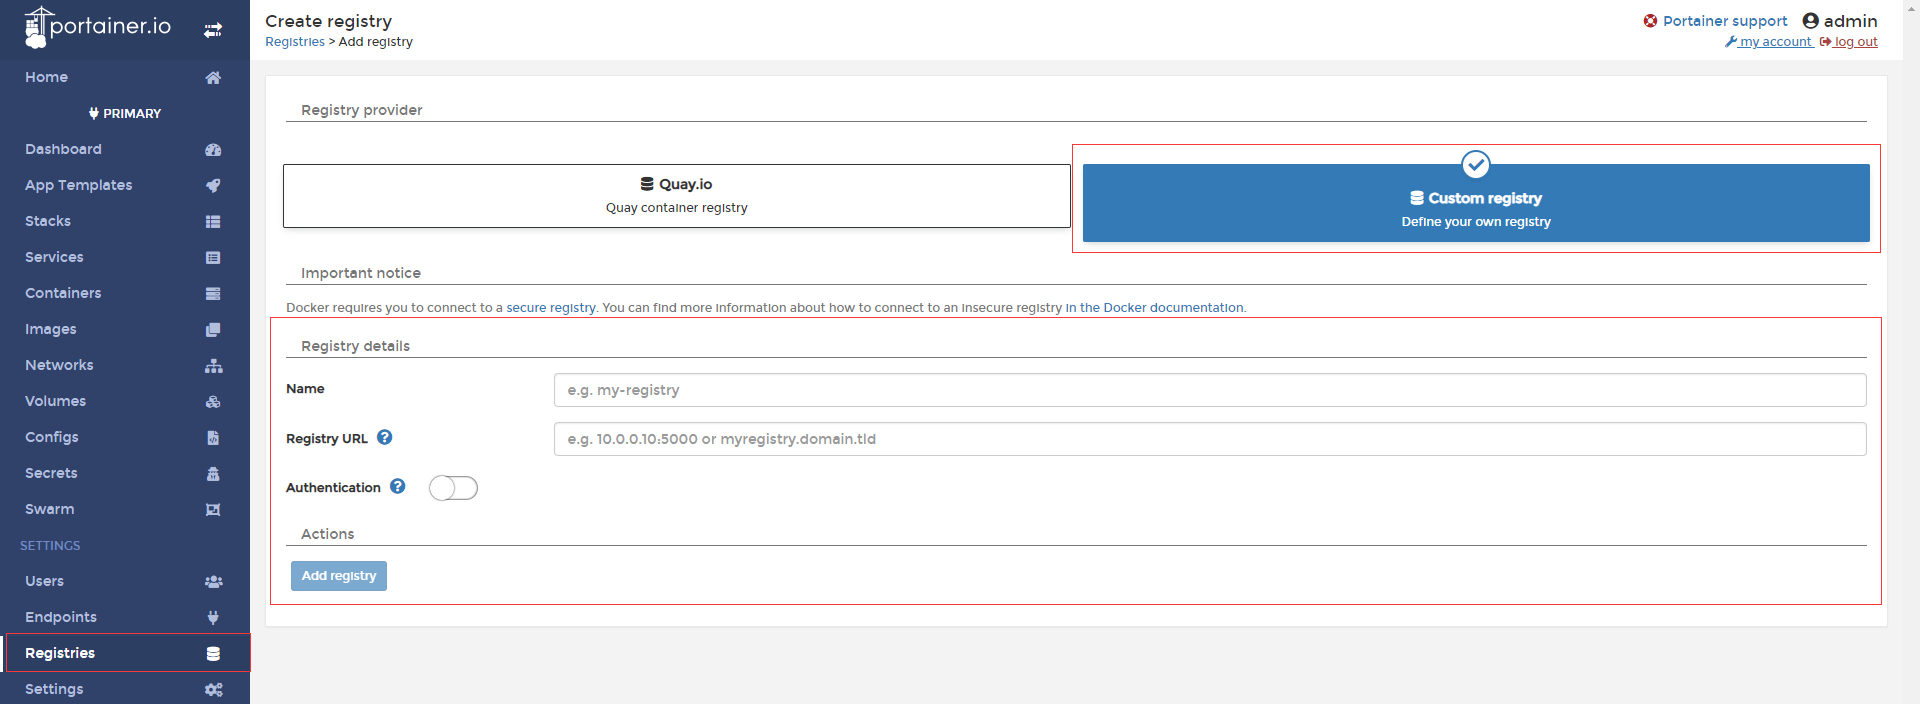 portainer.io
Home
PRIMARY
Dashboard
App Templates
Stacks
Services
Containers
Images
Networks
Volumes
Configs
Secrets
Swarm
SETTINGS
Users
Endpoints
Registries
Settings
Create registry
Registries > Add registry
Portainer support admin
my account log out
Registry provider
Quay.io
Quay container registry
Custom registry
Define your own registry
Important notice
Docker requires you to connect to a secure registry. You can find more information about how to connect to an insecure registry in the Docker documentation.
Registry details
Name
e.g. my-registry
Registry URL
e.g. 10.0.0.10:5000 or myregistry.domain.tld
Authentication
Actions
Add registry